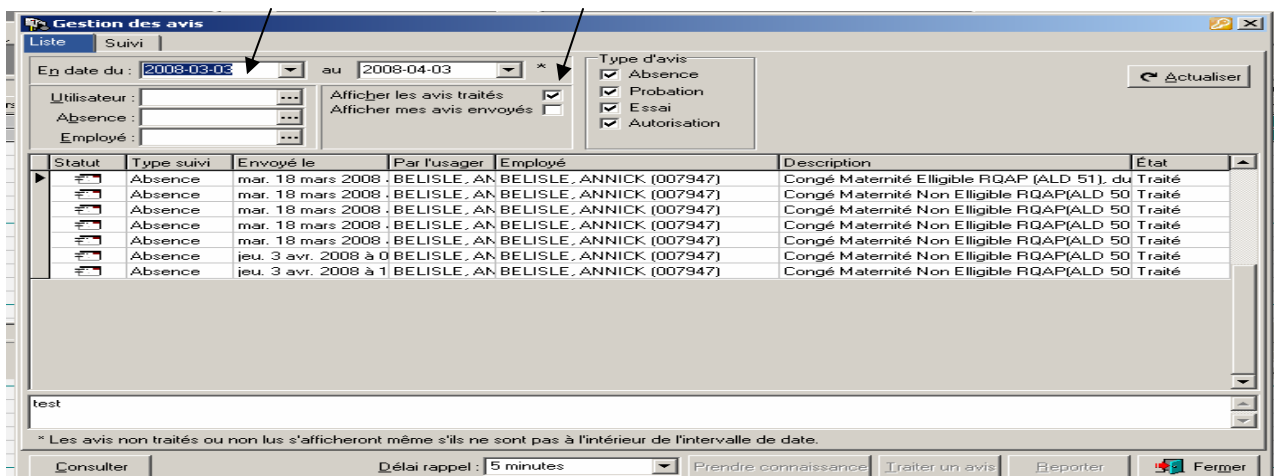 Gestion des avis
Liste Suivi
En date du : 2008-03-03 au 2008-04-03 *
Utilisateur :
Absence :
Employé :
Afficher les avis traités
Afficher mes avis envoyés
Type d'avis
Absence
Probation
Essai
Autorisation
Actualiser
Statut Type suivi Envoyé le Par l'usager Employé Description État
Absence mar. 18 mars 2008 BELISLE, AN BELISLE, ANNICK (007947) Congé Maternité Elligible RQAP (ALD 51), du Traité
Absence mar. 18 mars 2008 BELISLE, AN BELISLE, ANNICK (007947) Congé Maternité Non Elligible RQAP(ALD 50 Traité
Absence mar. 18 mars 2008 BELISLE, AN BELISLE, ANNICK (007947) Congé Maternité Non Elligible RQAP(ALD 50 Traité
Absence mar. 18 mars 2008 BELISLE, AN BELISLE, ANNICK (007947) Congé Maternité Non Elligible RQAP(ALD 50 Traité
Absence mar. 18 mars 2008 BELISLE, AN BELISLE, ANNICK (007947) Congé Maternité Non Elligible RQAP(ALD 50 Traité
Absence jeu. 3 avr. 2008 à 0 BELISLE, AN BELISLE, ANNICK (007947) Congé Maternité Non Elligible RQAP(ALD 50 Traité
Absence jeu. 3 avr. 2008 à 1 BELISLE, AN BELISLE, ANNICK (007947) Congé Maternité Non Elligible RQAP(ALD 50 Traité
test
* Les avis non traités ou non lus s'afficheront même s'ils ne sont pas à l'intérieur de l'intervalle de date.
Consulter Délai rappel : 5 minutes Prendre connaissance Traiter un avis Reporter Fermer